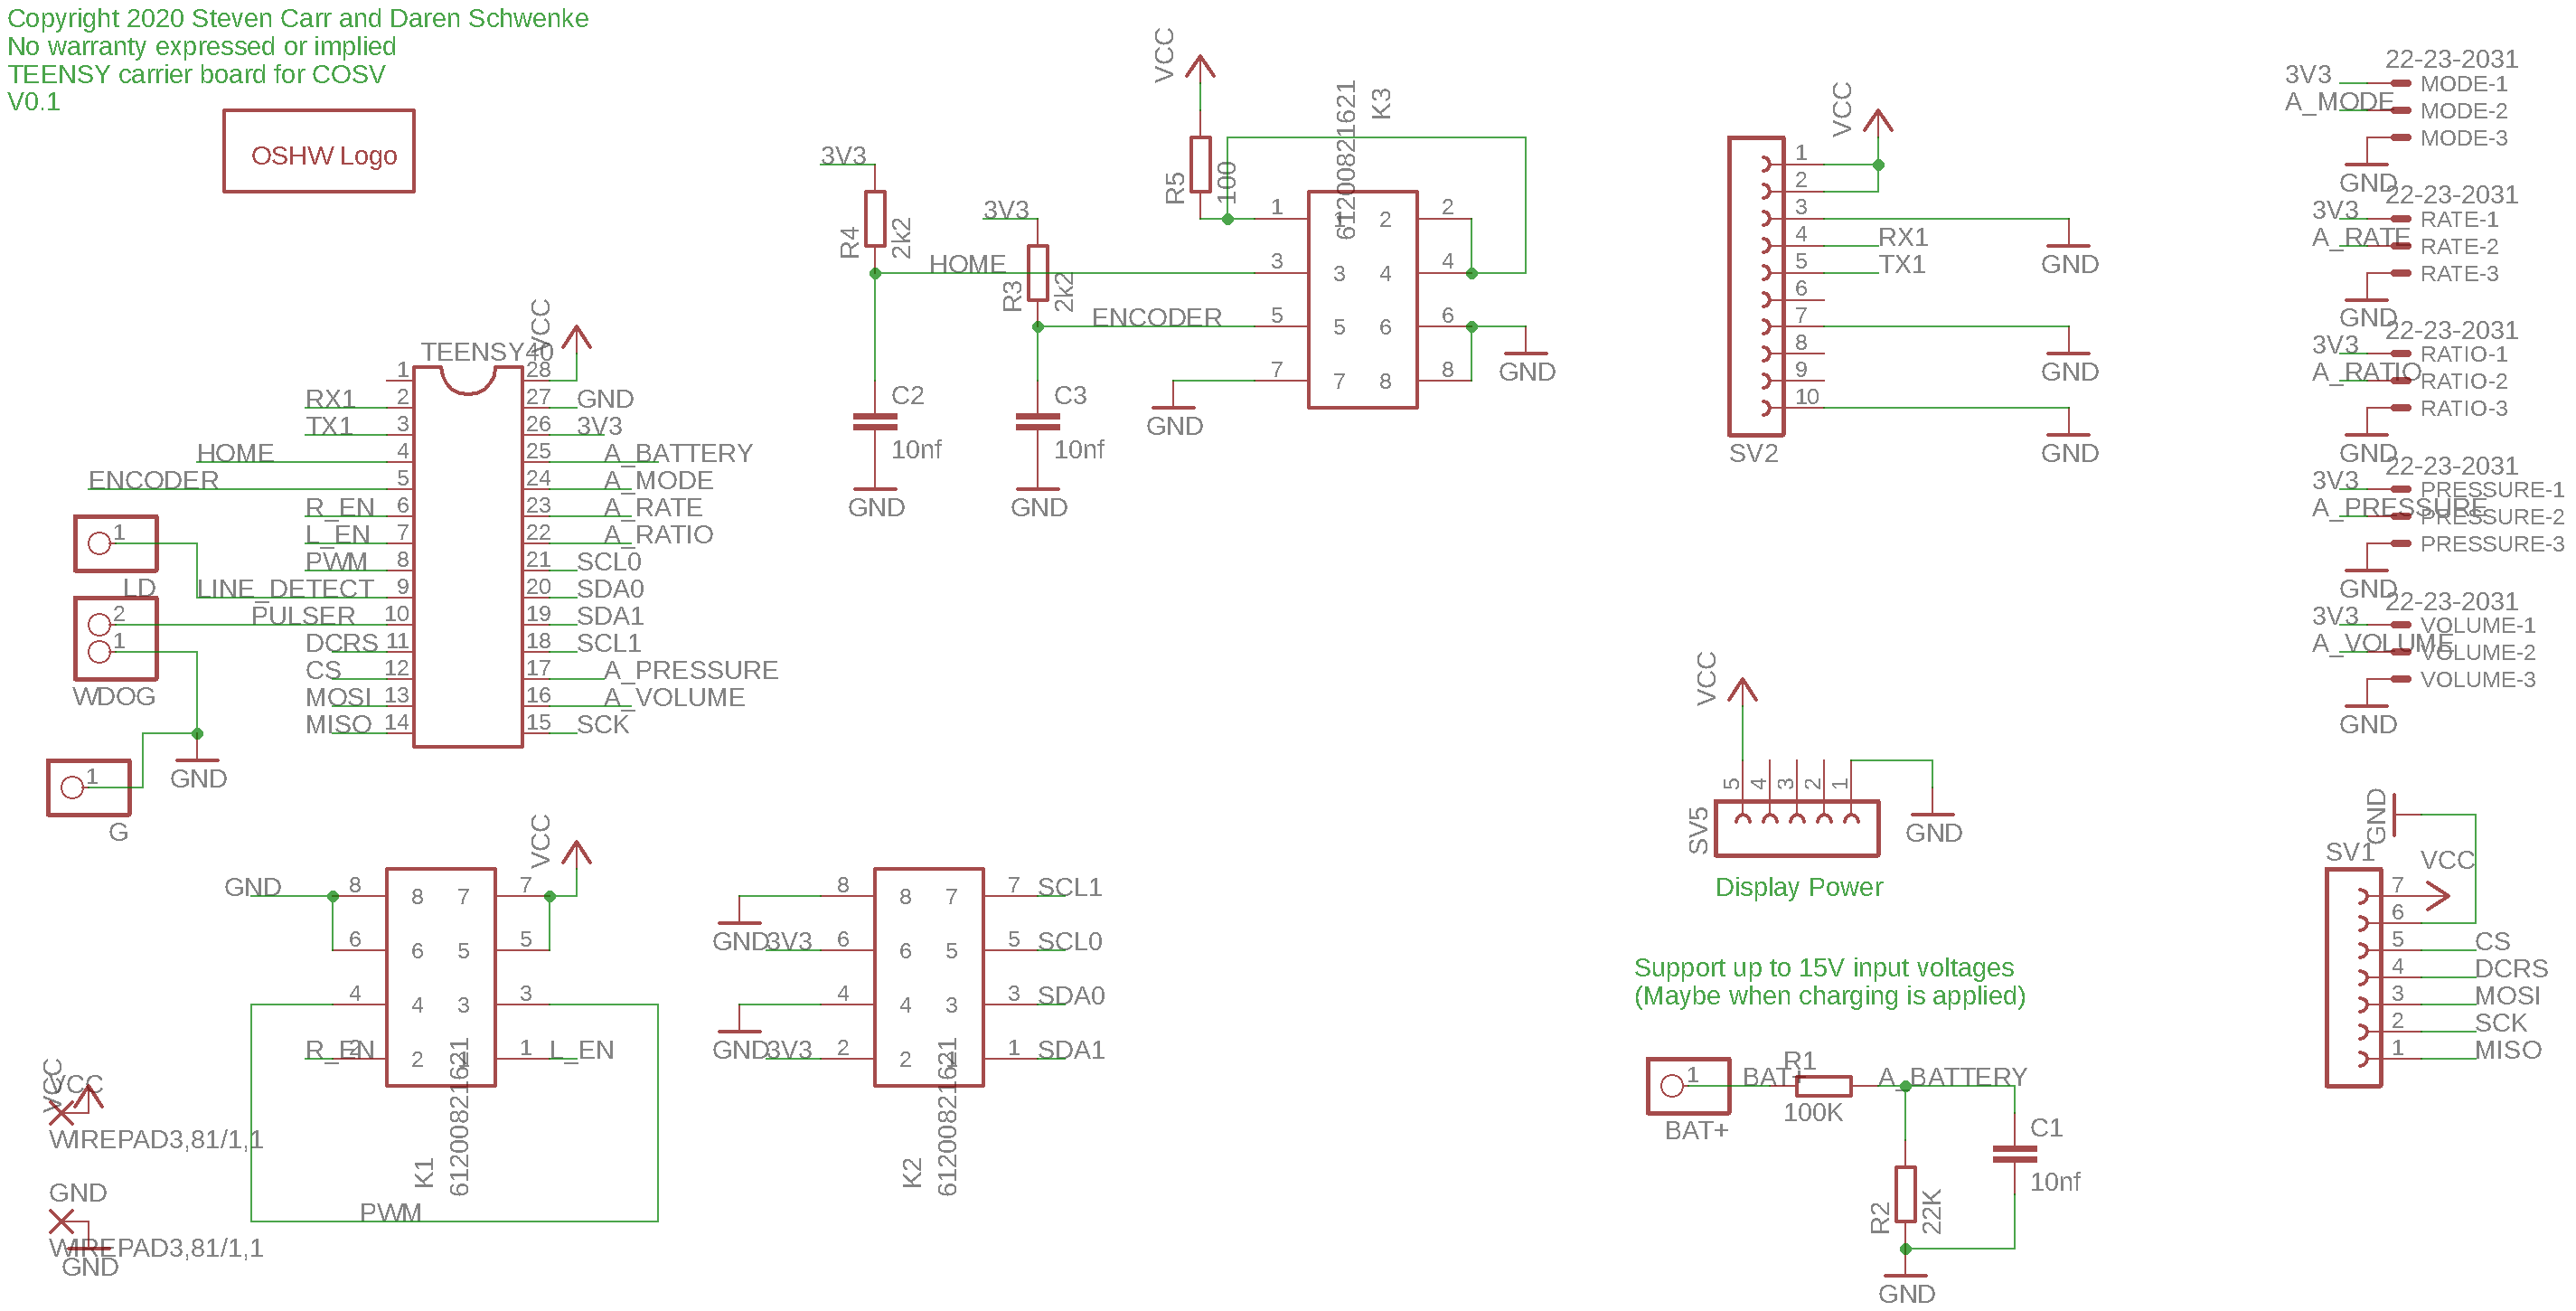 Copyright 2020 Steven Carr and Daren Schwenke
No warranty expressed or implied
TEENSY carrier board for COSV
V0.1
OSHW Logo
TEENSY40
VCC
1
RX1 2
TX1 3
HOME 4
ENCODER 5
R_EN 6
L_EN 7
PWM 8
LINE_DETECT 9
PULSER 10
DCRS 11
CS 12
MOSI 13
MISO 14
28
27 GND
26 3V3
25 A_BATTERY
24 A_MODE
23 A_RATE
22 A_RATIO
21 SCL0
20 SDA0
19 SDA1
18 SCL1
17 A_PRESSURE
16 A_VOLUME
15 SCK
1
LD
2
1
WDOG
1
G
GND
3V3
R4
2k2
HOME
C2
10nf
GND
3V3
R3
2k2
ENCODER
C3
10nf
GND
VCC
R5
100
K3
61200821621
1 1 2 2
3 3 4 4
5 5 6 6
7 7 8 8
GND
GND
VCC
1
2
3
4 RX1
5 TX1
6
7
8
9
10
SV2
GND
GND
GND
22-23-2031
3V3 MODE-1
A_MODE MODE-2
MODE-3
GND
22-23-2031
3V3 RATE-1
A_RATE RATE-2
RATE-3
GND
22-23-2031
3V3 RATIO-1
A_RATIO RATIO-2
RATIO-3
GND
22-23-2031
3V3 PRESSURE-1
A_PRESSURE PRESSURE-2
PRESSURE-3
GND
22-23-2031
3V3 VOLUME-1
A_VOLUME VOLUME-2
VOLUME-3
GND
VCC
5 4 3 2 1
SV5
GND
Display Power
GND
SV1
VCC
7
6
5 CS
4 DCRS
3 MOSI
2 SCK
1 MISO
VCC
GND 8 8 7 7
6 6 5 5
4 4 3 3
R_EN 2 2 1 1 L_EN
K1
61200821621
PWM
8 8 7 7 SCL1
GND 3V3 6 6 5 5 SCL0
4 4 3 3 SDA0
GND 3V3 2 2 1 1 SDA1
K2
61200821621
VCC
VCC
WIREPAD3,81/1,1
GND
WIREPAD3,81/1,1
GND
Support up to 15V input voltages
(Maybe when charging is applied)
1
BAT+
BAT+
R1
100K
A_BATTERY
R2
22K
C1
10nf
GND